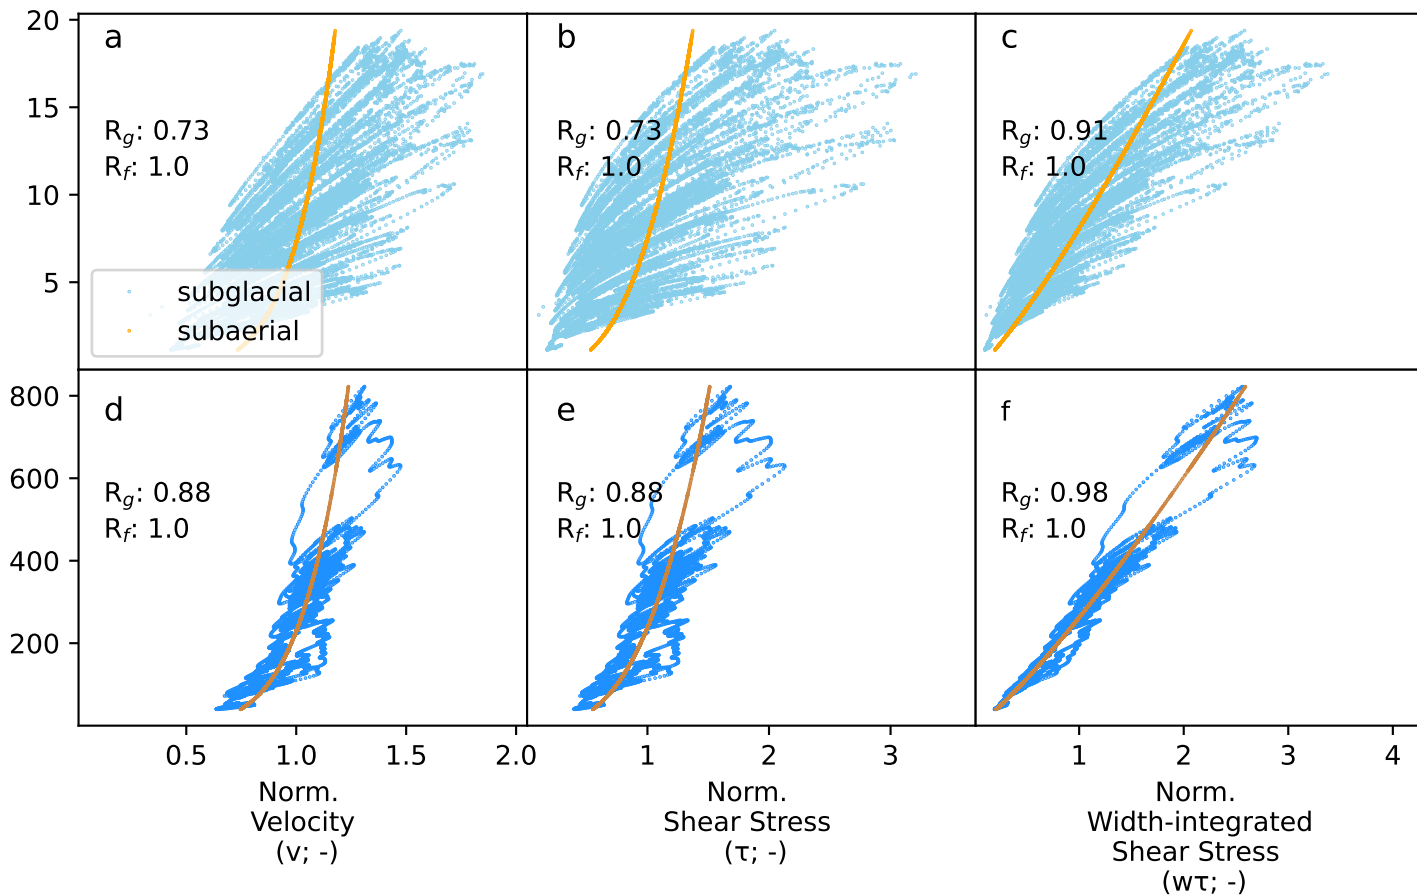 20
15
10
5
a
R_g: 0.73
R_f: 1.0
subglacial
subaerial
b
R_g: 0.73
R_f: 1.0
c
R_g: 0.91
R_f: 1.0
800
600
400
200
d
R_g: 0.88
R_f: 1.0
e
R_g: 0.88
R_f: 1.0
f
R_g: 0.98
R_f: 1.0
0.5 1.0 1.5 2.0
1 2 3
1 2 3 4
Norm.
Velocity
(v; -)
Norm.
Shear Stress
(τ; -)
Norm.
Width-integrated
Shear Stress
(wτ; -)